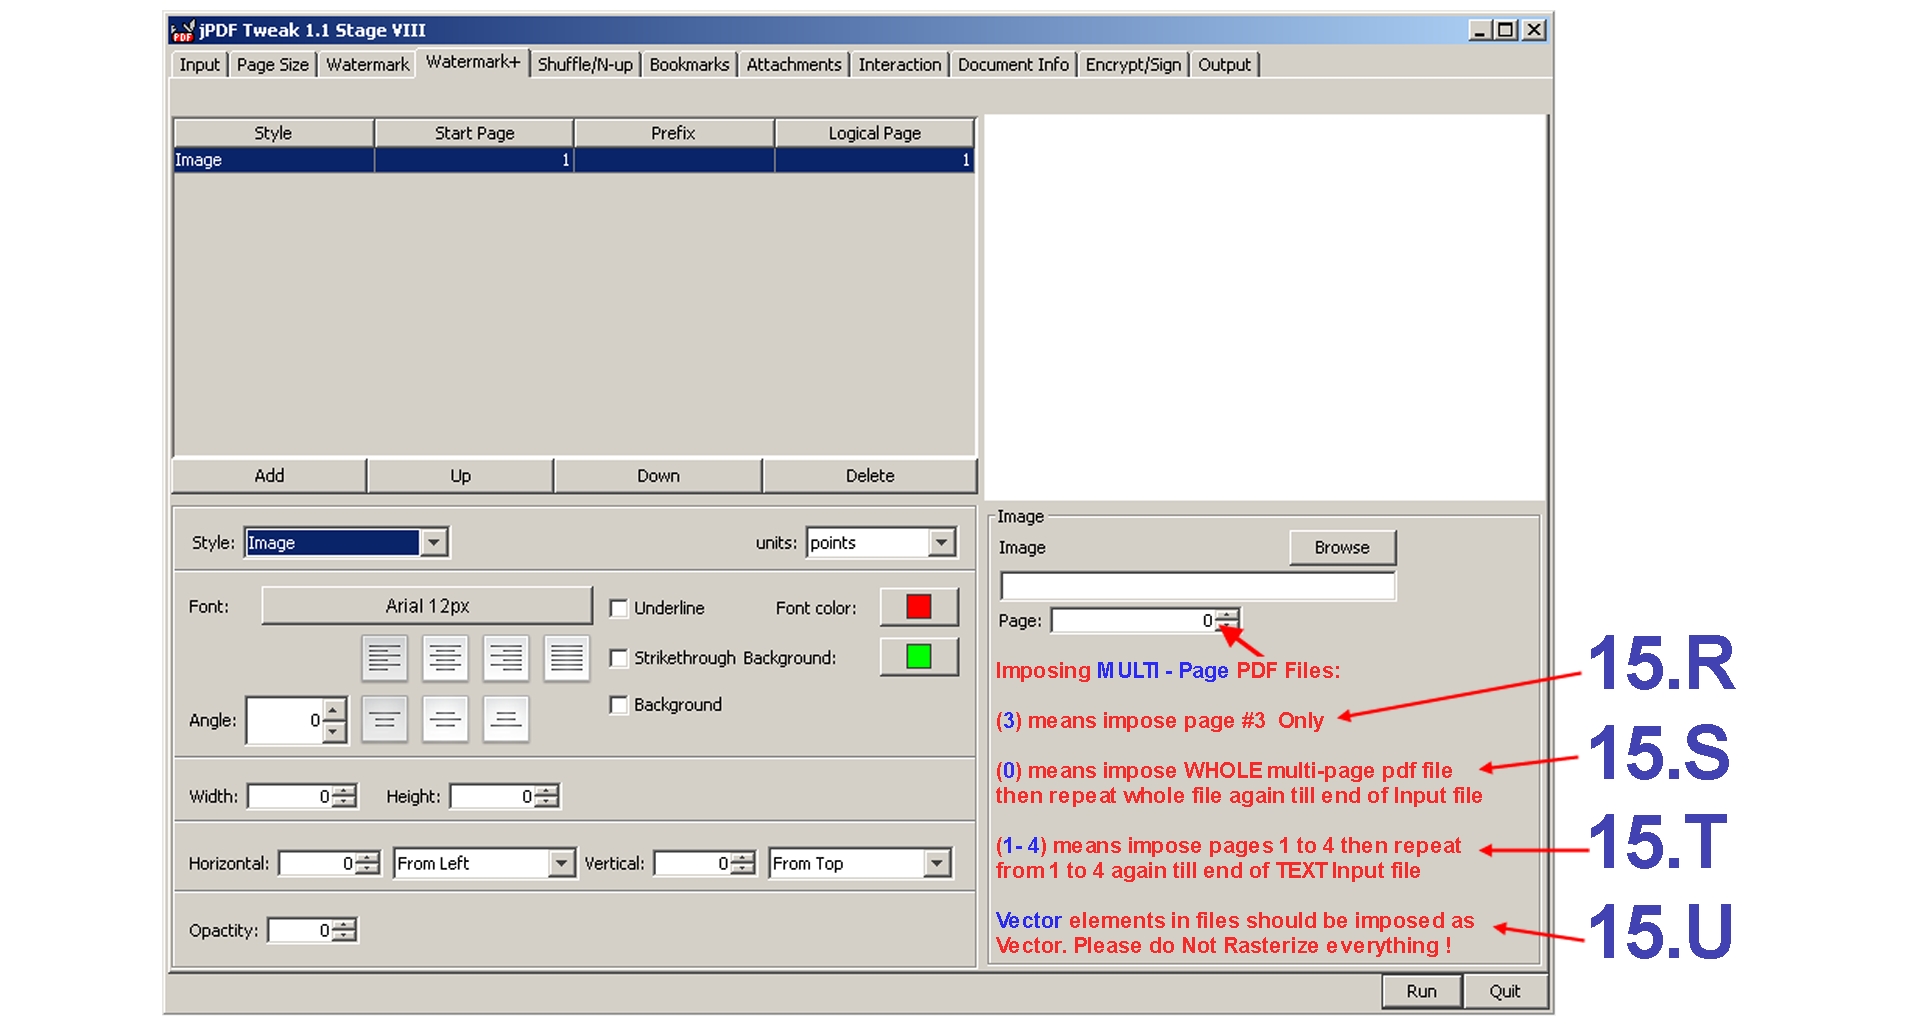 jPDF Tweak 1.1 Stage VIII
Input Page Size Watermark Watermark+ Shuffle/N-up Bookmarks Attachments Interaction Document Info Encrypt/Sign Output
Style Start Page Prefix Logical Page
Image 1 1
Add Up Down Delete
Style: Image units: points
Font: Arial 12px Underline Font color:
Strikethrough Background:
Angle: 0 Background
Width: 0 Height: 0
Horizontal: 0 From Left Vertical: 0 From Top
Opactity: 0
Image
Image Browse
Page: 0
Imposing MULTI - Page PDF Files:
(3) means impose page #3 Only
(0) means impose WHOLE multi-page pdf file
then repeat whole file again till end of Input file
(1- 4) means impose pages 1 to 4 then repeat
from 1 to 4 again till end of TEXT Input file
Vector elements in files should be imposed as
Vector. Please do Not Rasterize everything !
15.R
15.S
15.T
15.U
Run Quit